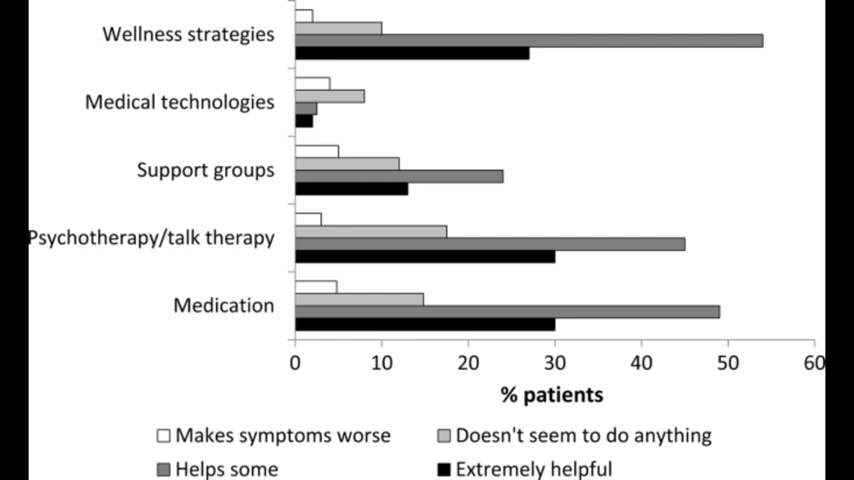 Wellness strategies
Medical technologies
Support groups
Psychotherapy/talk therapy
Medication
0 10 20 30 40 50 60
% patients
Makes symptoms worse Doesn't seem to do anything
Helps some Extremely helpful